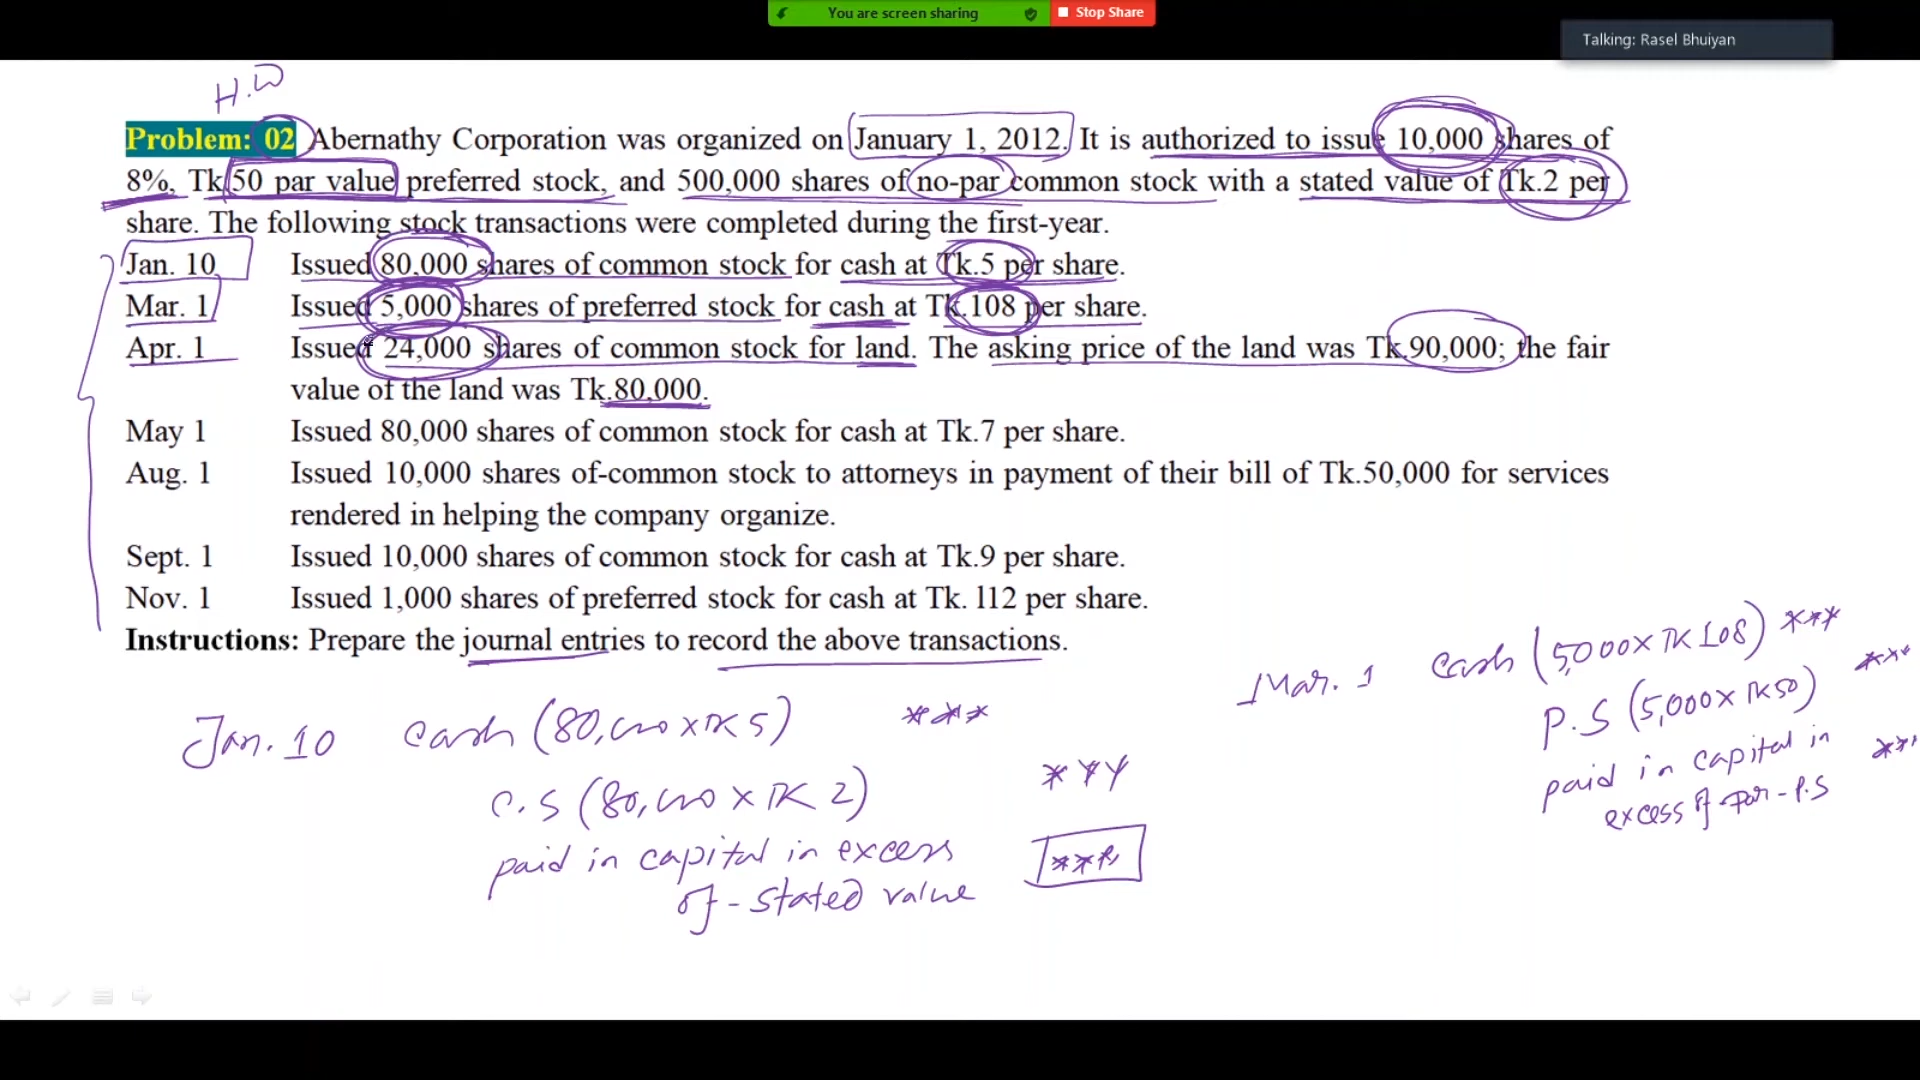 You are screen sharing
Stop Share
Talking: Rasel Bhuiyan
H.W
Problem: 02 Abernathy Corporation was organized on January 1, 2012. It is authorized to issue 10,000 shares of
8%, Tk.50 par value preferred stock, and 500,000 shares of no-par common stock with a stated value of Tk.2 per
share. The following stock transactions were completed during the first-year.
Jan. 10 Issued 80,000 shares of common stock for cash at Tk.5 per share.
Mar. 1 Issued 5,000 shares of preferred stock for cash at Tk.108 per share.
Apr. 1 Issued 24,000 shares of common stock for land. The asking price of the land was Tk.90,000; the fair
value of the land was Tk.80,000.
May 1 Issued 80,000 shares of common stock for cash at Tk.7 per share.
Aug. 1 Issued 10,000 shares of-common stock to attorneys in payment of their bill of Tk.50,000 for services
rendered in helping the company organize.
Sept. 1 Issued 10,000 shares of common stock for cash at Tk.9 per share.
Nov. 1 Issued 1,000 shares of preferred stock for cash at Tk. 112 per share.
Instructions: Prepare the journal entries to record the above transactions.
Jan. 10 Cash (80,000 x TK 5) ***
C.S (80,000 x TK 2) ***
paid in capital in excess ***
of - stated value
Mar. 1 Cash (5,000 x TK 108) ***
P.S (5,000 x TK 50) ***
paid in capital in ***
excess of par - P.S